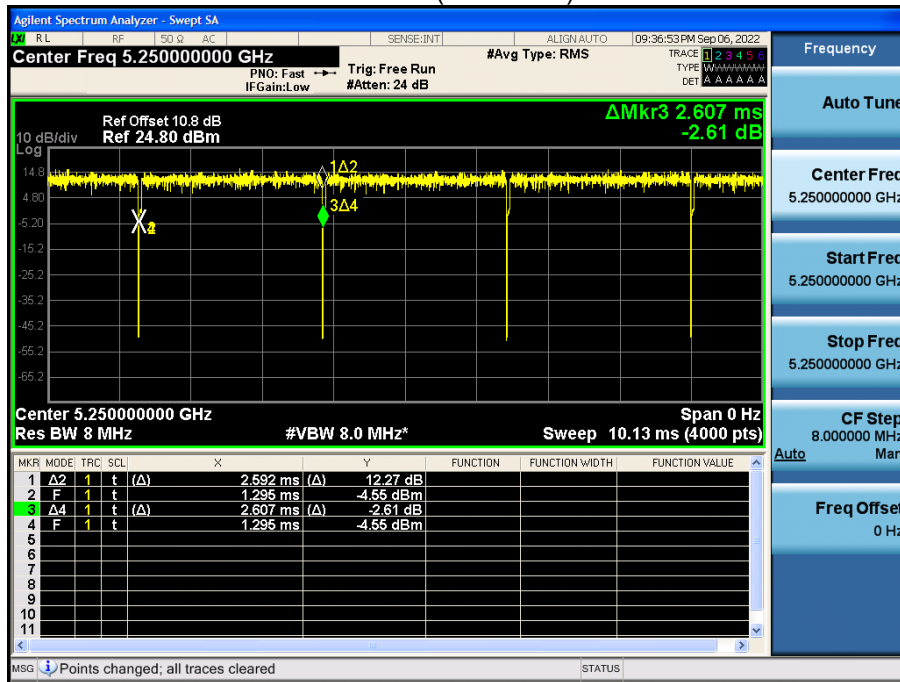 Agilent Spectrum Analyzer - Swept SA
LXI RL RF 50 Ω AC SENSE:INT ALIGN AUTO 09:36:53 PM Sep 06, 2022
Center Freq 5.250000000 GHz #Avg Type: RMS TRACE 1 2 3 4 5 6
PNO: Fast Trig: Free Run TYPE WWWWWW
IFGain:Low #Atten: 24 dB DET A A A A A A
Ref Offset 10.8 dB ΔMkr3 2.607 ms
10 dB/div Ref 24.80 dBm -2.61 dB
Log
14.8
4.80
-5.20
-15.2
-25.2
-35.2
-45.2
-55.2
-65.2
1Δ2
3Δ4
Center 5.250000000 GHz Span 0 Hz
Res BW 8 MHz #VBW 8.0 MHz* Sweep 10.13 ms (4000 pts)
MKR MODE TRC SCL X Y FUNCTION FUNCTION WIDTH FUNCTION VALUE
1 Δ2 1 t (Δ) 2.592 ms (Δ) 12.27 dB
2 F 1 t 1.295 ms -4.55 dBm
3 Δ4 1 t (Δ) 2.607 ms (Δ) -2.61 dB
4 F 1 t 1.295 ms -4.55 dBm
5
6
7
8
9
10
11
MSG Points changed; all traces cleared STATUS
Frequency
Auto Tune
Center Freq
5.250000000 GHz
Start Freq
5.250000000 GHz
Stop Freq
5.250000000 GHz
CF Step
8.000000 MHz
Auto Man
Freq Offset
0 Hz